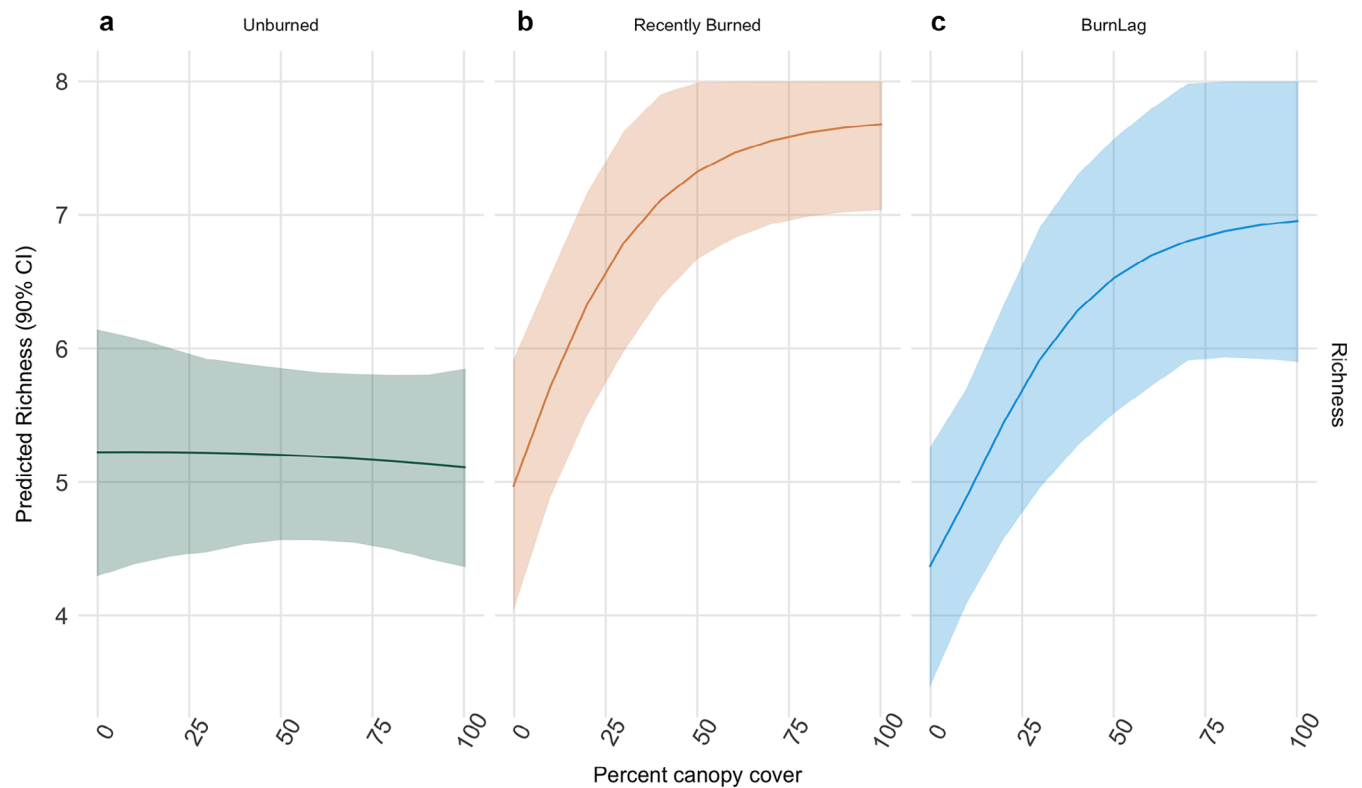 a Unburned b Recently Burned c BurnLag
8
7
6
5
4
Predicted Richness (90% CI)
Richness
0 25 50 75 100 0 25 50 75 100 0 25 50 75 100
Percent canopy cover